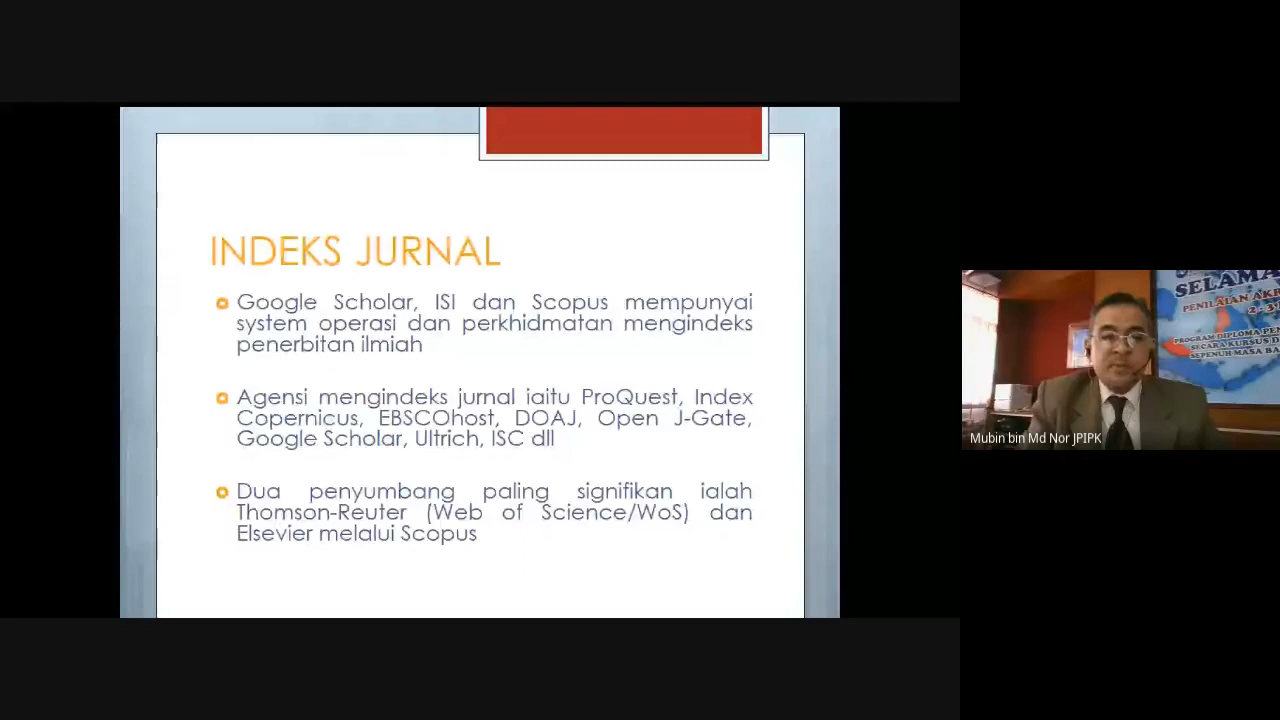 INDEKS JURNAL
Google Scholar, ISI dan Scopus mempunyai
system operasi dan perkhidmatan mengindeks
penerbitan ilmiah
Agensi mengindeks jurnal iaitu ProQuest, Index
Copernicus, EBSCOhost, DOAJ, Open J-Gate,
Google Scholar, Ultrich, ISC dll
Dua penyumbang paling signifikan ialah
Thomson-Reuter (Web of Science/WoS) dan
Elsevier melalui Scopus
SELAMA
PENILAIAN AKR
PROGRAM DIPLOMA PE
SECARA KURSUS D
SEPENUH MASA BA
Mubin bin Md Nor JPIPK